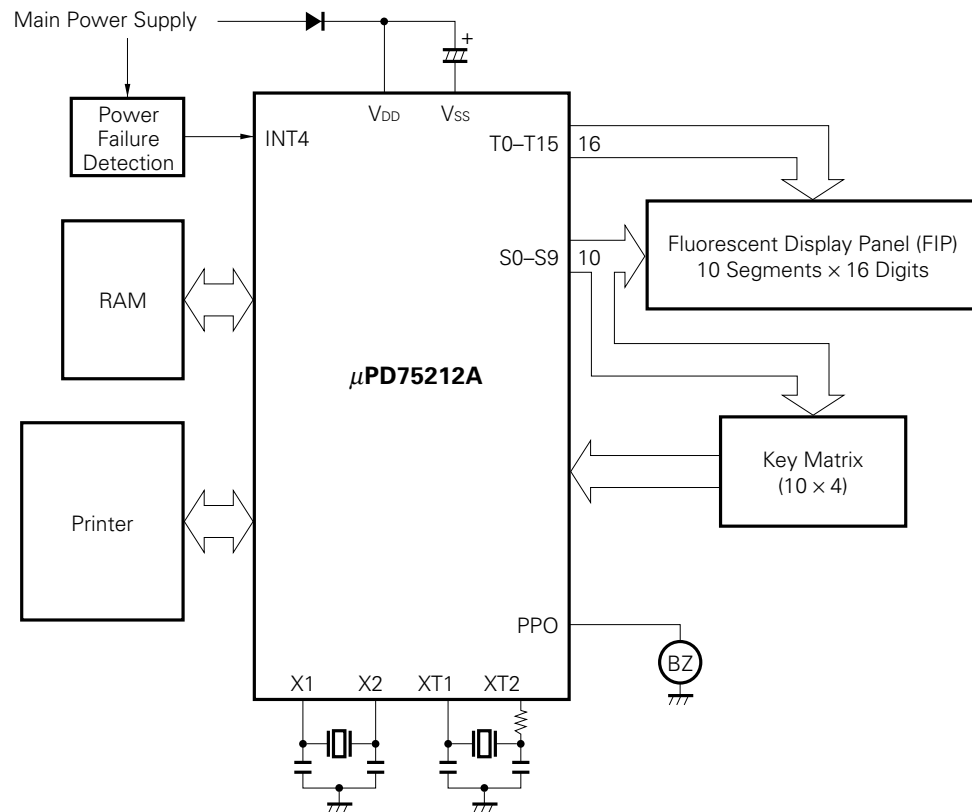 Main Power Supply
+
Power
Failure
Detection
INT4
VDD
VSS
T0–T15
16
Fluorescent Display Panel (FIP)
10 Segments × 16 Digits
S0–S9
10
RAM
μPD75212A
Key Matrix
(10 × 4)
Printer
PPO
BZ
X1
X2
XT1
XT2